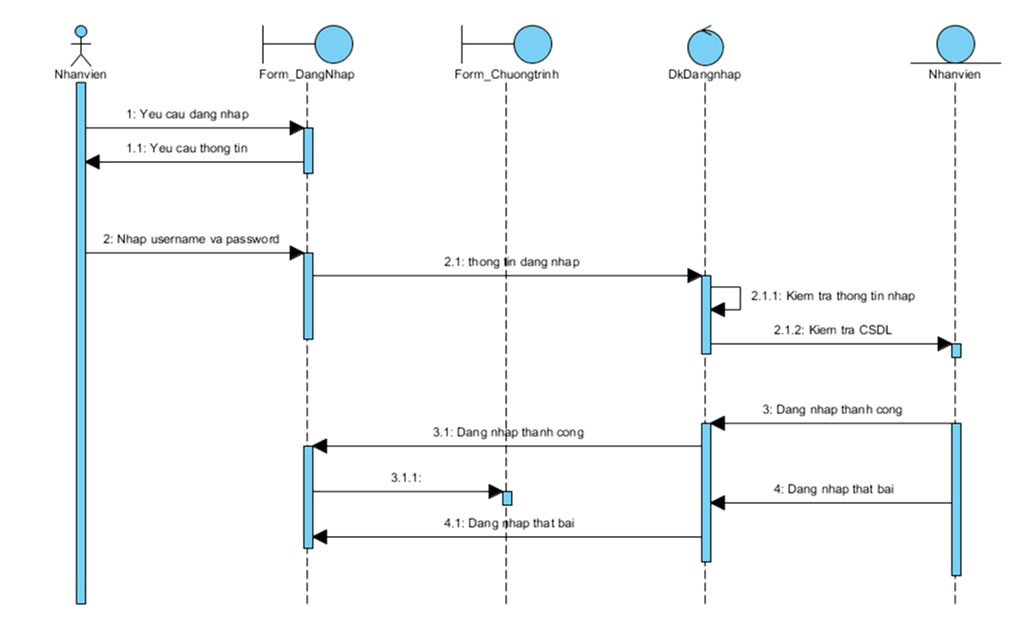 Nhanvien
Form_DangNhap
Form_Chuongtrinh
DkDangnhap
Nhanvien
1: Yeu cau dang nhap
1.1: Yeu cau thong tin
2: Nhap username va password
2.1: thong tin dang nhap
2.1.1: Kiem tra thong tin nhap
2.1.2: Kiem tra CSDL
3: Dang nhap thanh cong
3.1: Dang nhap thanh cong
3.1.1:
4: Dang nhap that bai
4.1: Dang nhap that bai